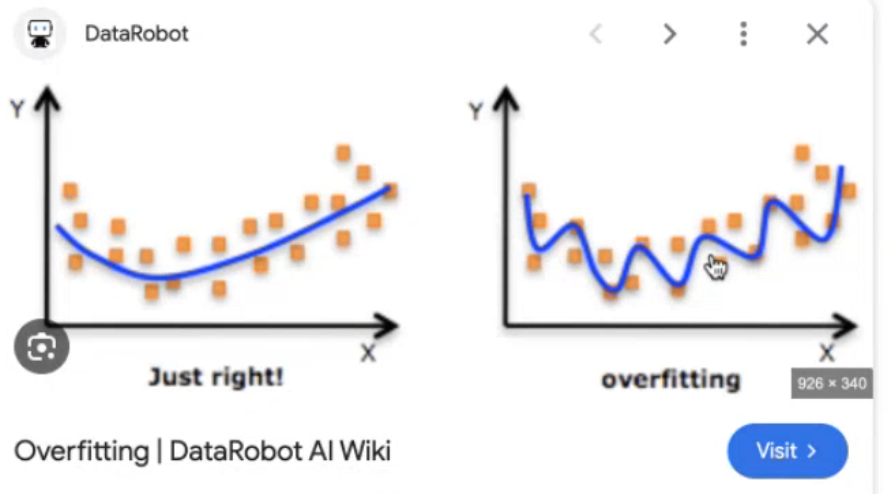 DataRobot
Y
X
Just right!
Y
X
overfitting
926 × 340
Overfitting | DataRobot AI Wiki
Visit >